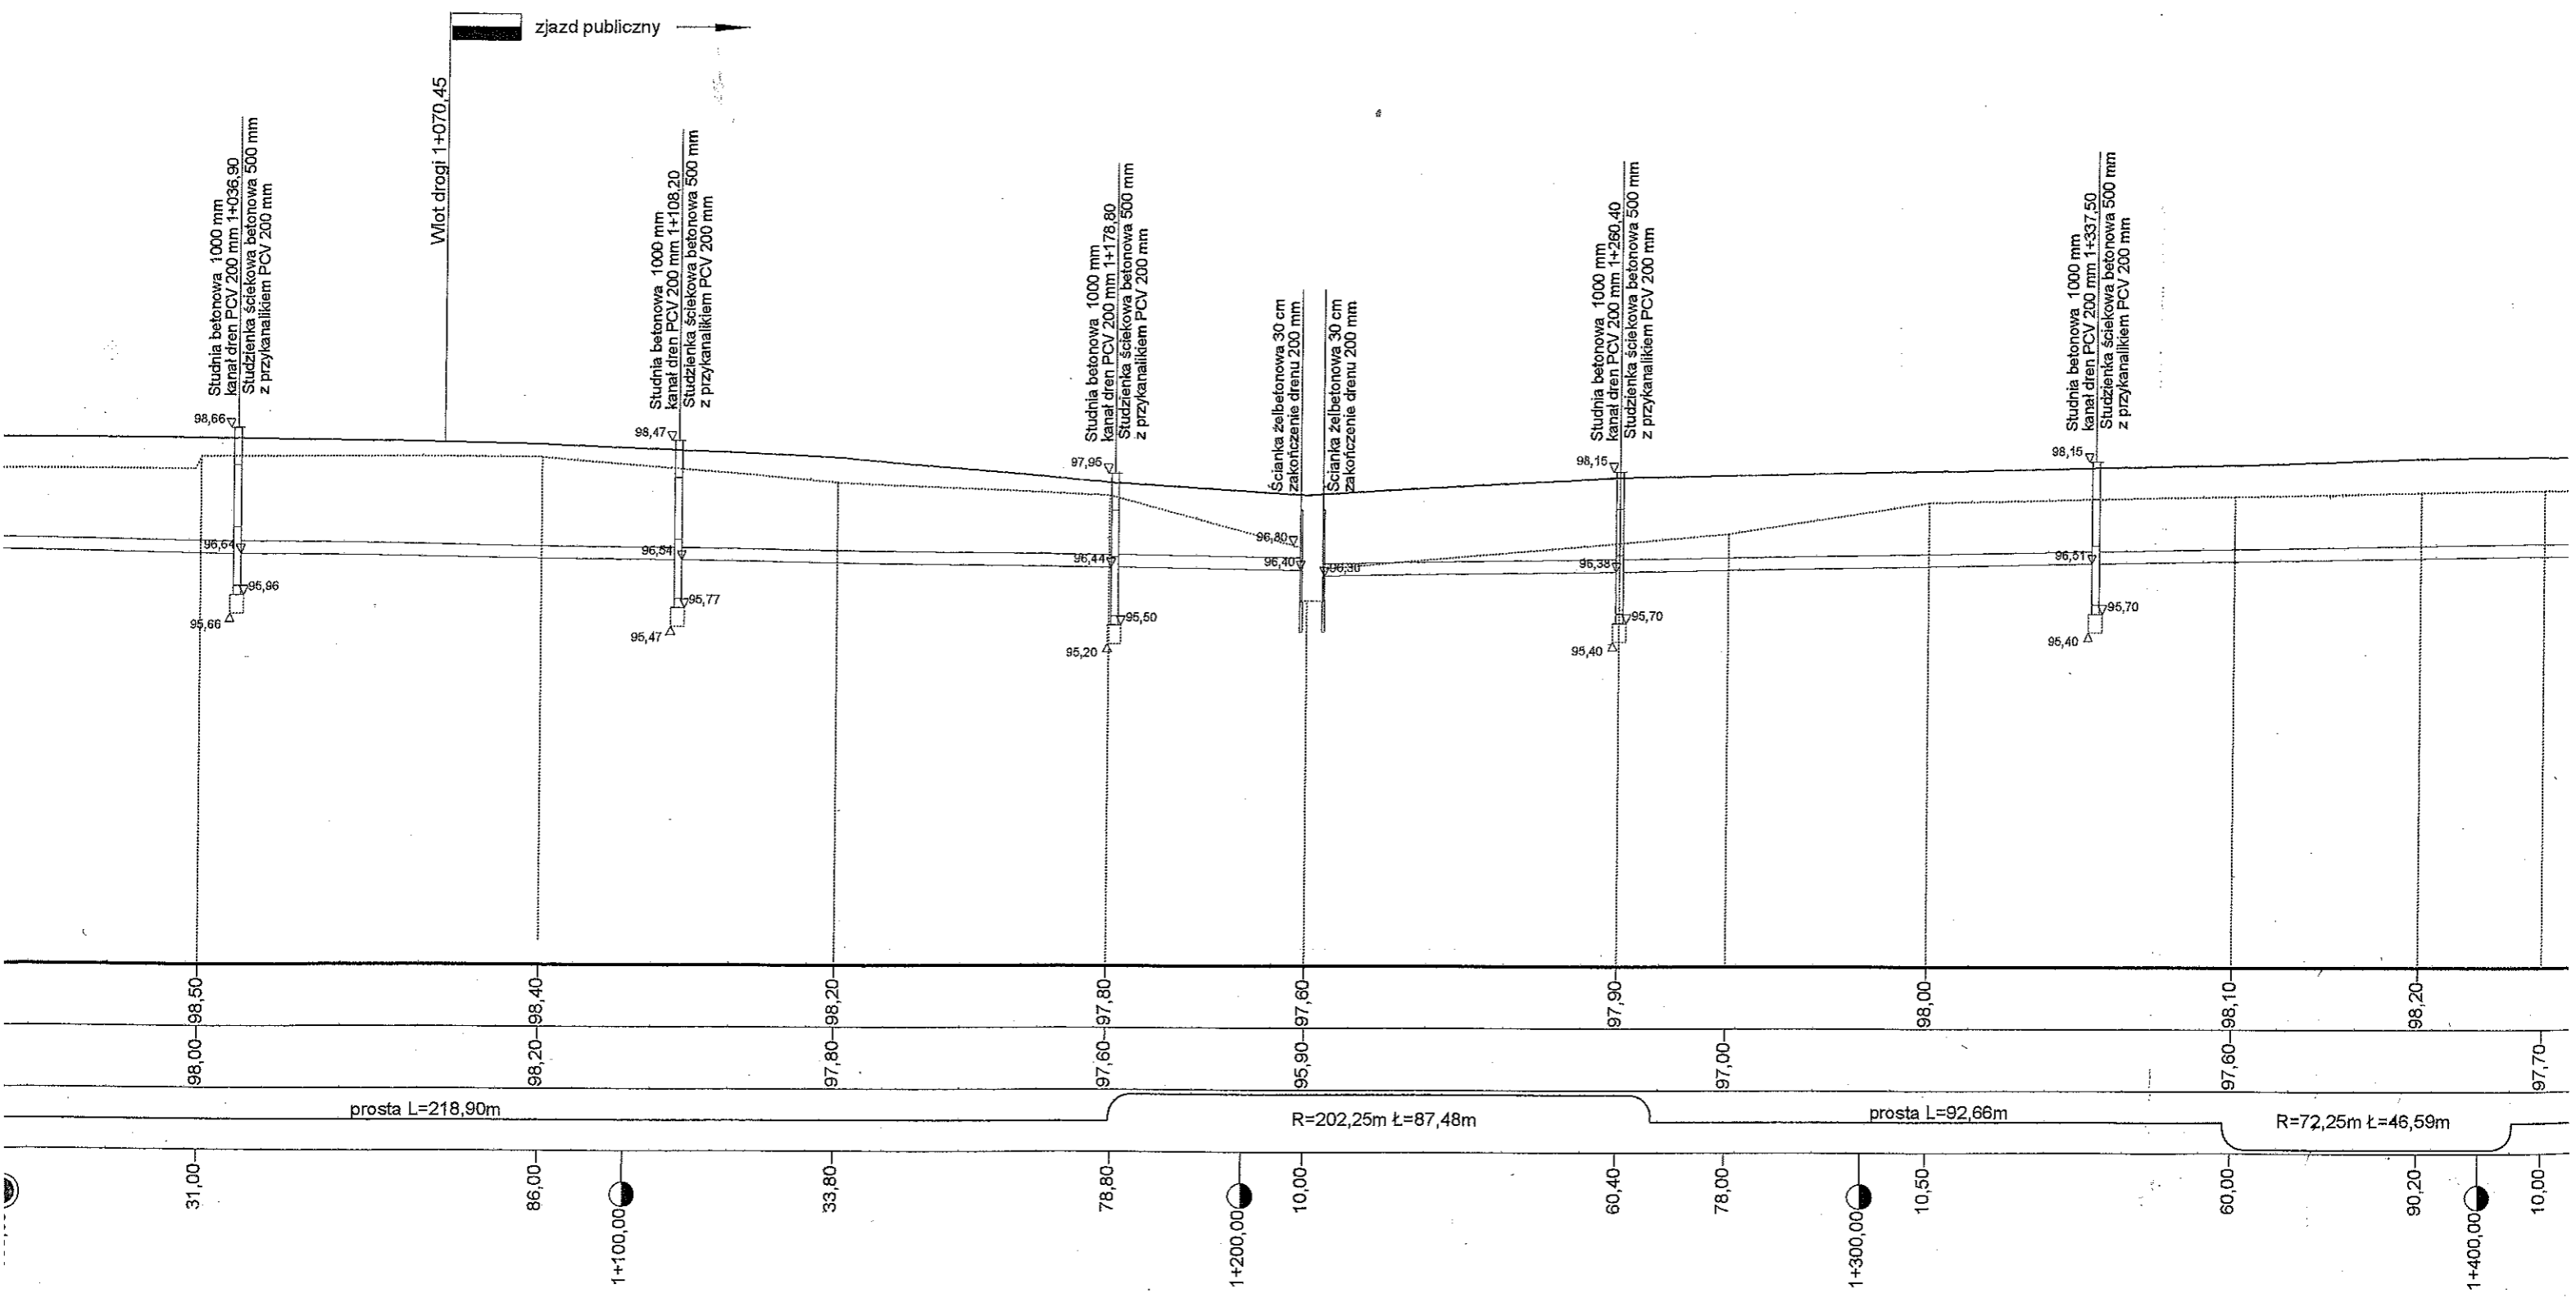 zjazd publiczny
Wlot drogi 1+070,45
Studnia betonowa 1000 mm
kanał dren PCV 200 mm 1+036,90
Studzienka ściekowa betonowa 500 mm
z przykanalikiem PCV 200 mm
Studnia betonowa 1000 mm
kanał dren PCV 200 mm 1+108,20
Studzienka ściekowa betonowa 500 mm
z przykanalikiem PCV 200 mm
Studnia betonowa 1000 mm
kanał dren PCV 200 mm 1+178,80
Studzienka ściekowa betonowa 500 mm
z przykanalikiem PCV 200 mm
Ścianka żelbetonowa 30 cm
zakończenie drenu 200 mm
Ścianka żelbetonowa 30 cm
zakończenie drenu 200 mm
Studnia betonowa 1000 mm
kanał dren PCV 200 mm 1+260,40
Studzienka ściekowa betonowa 500 mm
z przykanalikiem PCV 200 mm
Studnia betonowa 1000 mm
kanał dren PCV 200 mm 1+337,50
Studzienka ściekowa betonowa 500 mm
z przykanalikiem PCV 200 mm
98,66
96,64
95,96
95,66
98,47
96,54
95,77
95,47
97,95
96,44
95,50
95,20
96,80
96,40
96,30
98,15
96,38
95,70
95,40
98,15
96,51
95,70
95,40
98,50 98,40 98,20 97,80 97,60 97,90 98,00 98,10 98,20
98,00 98,20 97,80 97,60 95,90 97,00 97,60 97,70
prosta L=218,90m
R=202,25m Ł=87,48m
prosta L=92,66m
R=72,25m Ł=46,59m
31,00 86,00 33,80 78,80 10,00 60,40 78,00 10,50 60,00 90,20 10,00
1+100,00 1+200,00 1+300,00 1+400,00